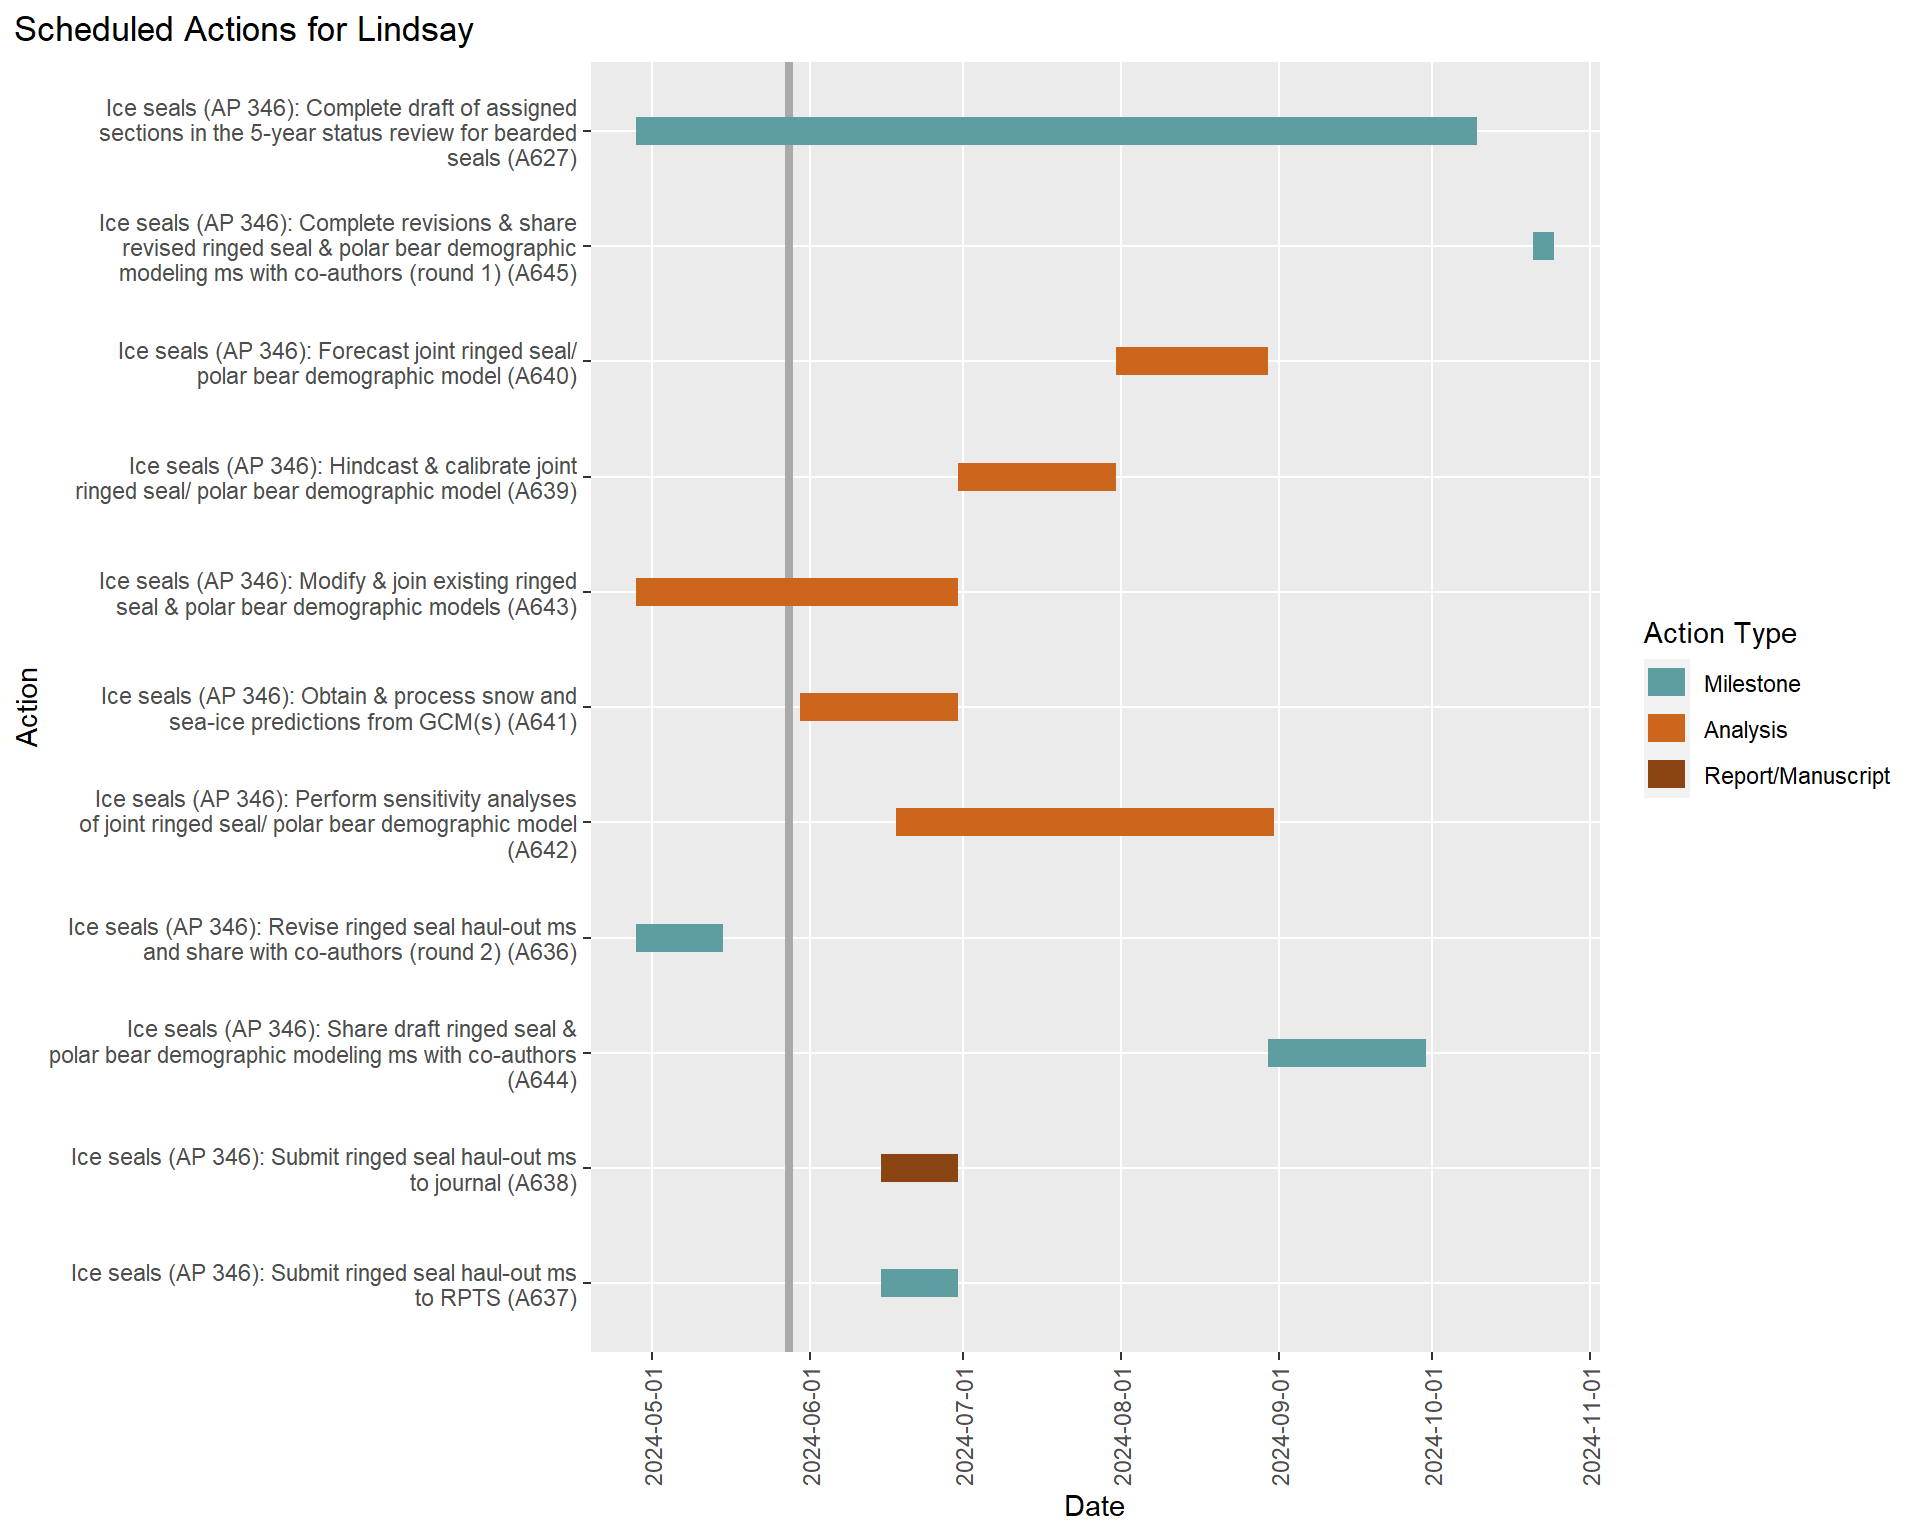 Scheduled Actions for Lindsay
Ice seals (AP 346): Complete draft of assigned
sections in the 5-year status review for bearded
seals (A627)
Ice seals (AP 346): Complete revisions & share
revised ringed seal & polar bear demographic
modeling ms with co-authors (round 1) (A645)
Ice seals (AP 346): Forecast joint ringed seal/
polar bear demographic model (A640)
Ice seals (AP 346): Hindcast & calibrate joint
ringed seal/ polar bear demographic model (A639)
Ice seals (AP 346): Modify & join existing ringed
seal & polar bear demographic models (A643)
Ice seals (AP 346): Obtain & process snow and
sea-ice predictions from GCM(s) (A641)
Ice seals (AP 346): Perform sensitivity analyses
of joint ringed seal/ polar bear demographic model
(A642)
Ice seals (AP 346): Revise ringed seal haul-out ms
and share with co-authors (round 2) (A636)
Ice seals (AP 346): Share draft ringed seal &
polar bear demographic modeling ms with co-authors
(A644)
Ice seals (AP 346): Submit ringed seal haul-out ms
to journal (A638)
Ice seals (AP 346): Submit ringed seal haul-out ms
to RPTS (A637)
Action
2024-05-01
2024-06-01
2024-07-01
2024-08-01
2024-09-01
2024-10-01
2024-11-01
Date
Action Type
Milestone
Analysis
Report/Manuscript